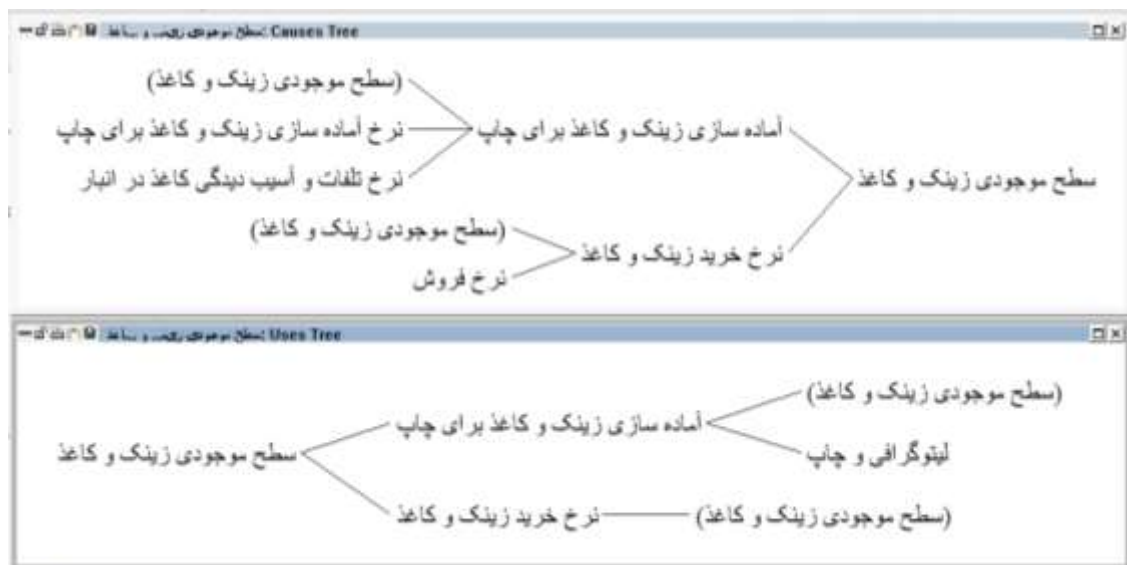 سطح موجودی زینک و کاغذ: Causes Tree
(سطح موجودی زینک و کاغذ)
نرخ آماده سازی زینک و کاغذ برای چاپ
نرخ تلفات و آسیب دیدگی کاغذ در انبار
آماده سازی زینک و کاغذ برای چاپ
(سطح موجودی زینک و کاغذ)
نرخ فروش
نرخ خرید زینک و کاغذ
سطح موجودی زینک و کاغذ
سطح موجودی زینک و کاغذ: Uses Tree
سطح موجودی زینک و کاغذ
آماده سازی زینک و کاغذ برای چاپ
(سطح موجودی زینک و کاغذ)
لیتوگرافی و چاپ
نرخ خرید زینک و کاغذ
(سطح موجودی زینک و کاغذ)